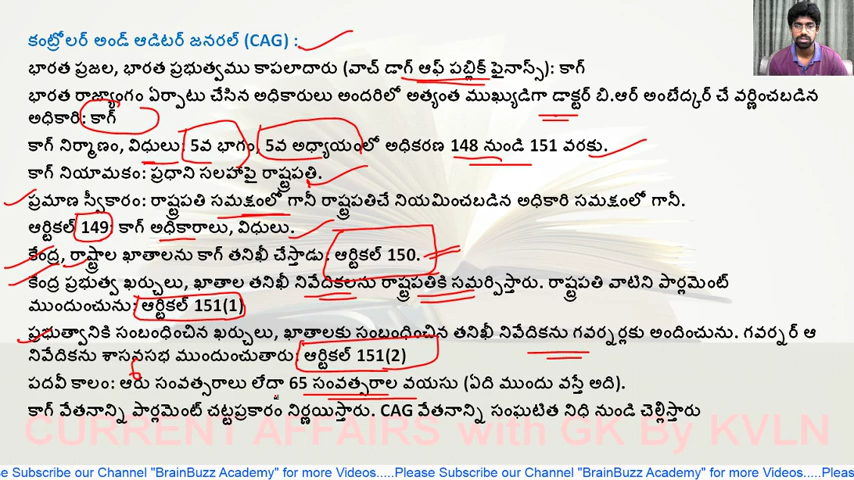 కంట్రోలర్ అండ్ ఆడిటర్ జనరల్ (CAG) :
భారత ప్రజల, భారత ప్రభుత్వము కాపలాదారు (వాచ్ డాగ్ ఆఫ్ పబ్లిక్ ఫైనాన్స్): కాగ్
భారత రాజ్యాంగం ఏర్పాటు చేసిన అధికారులు అందరిలో అత్యంత ముఖ్యుడిగా డాక్టర్ బి.ఆర్ అంబేద్కర్ చే వర్ణించబడిన
అధికారి: కాగ్
కాగ్ నిర్మాణం, విధులు: 5వ భాగం, 5వ అధ్యాయంలో అధికరణ 148 నుండి 151 వరకు.
కాగ్ నియామకం: ప్రధాని సలహాపై రాష్ట్రపతి.
ప్రమాణ స్వీకారం: రాష్ట్రపతి సమక్షంలో గానీ రాష్ట్రపతిచే నియమించబడిన అధికారి సమక్షంలో గానీ.
ఆర్టికల్ 149: కాగ్ అధికారాలు, విధులు.
కేంద్ర, రాష్ట్రాల ఖాతాలను కాగ్ తనిఖీ చేస్తాడు: ఆర్టికల్ 150.
కేంద్ర ప్రభుత్వ ఖర్చులు, ఖాతాల తనిఖీ నివేదికలను రాష్ట్రపతికి సమర్పిస్తారు. రాష్ట్రపతి వాటిని పార్లమెంట్
ముందుంచును: ఆర్టికల్ 151(1)
ప్రభుత్వానికి సంబంధించిన ఖర్చులు, ఖాతాలకు సంబంధించిన తనిఖీ నివేదికను గవర్నర్లకు అందించును. గవర్నర్ ఆ
నివేదికను శాసనసభ ముందుంచుతారు: ఆర్టికల్ 151(2)
పదవీ కాలం: ఆరు సంవత్సరాలు లేదా 65 సంవత్సరాల వయసు (ఏది ముందు వస్తే అది).
కాగ్ వేతనాన్ని పార్లమెంట్ చట్టప్రకారం నిర్ణయిస్తారు. CAG వేతనాన్ని సంఘటిత నిధి నుండి చెల్లిస్తారు
CURRENT AFFAIRS with GK By KVLN
e Subscribe our Channel "BrainBuzz Academy" for more Videos.....Please Subscribe our Channel "BrainBuzz Academy" for more Videos.....Please Subs